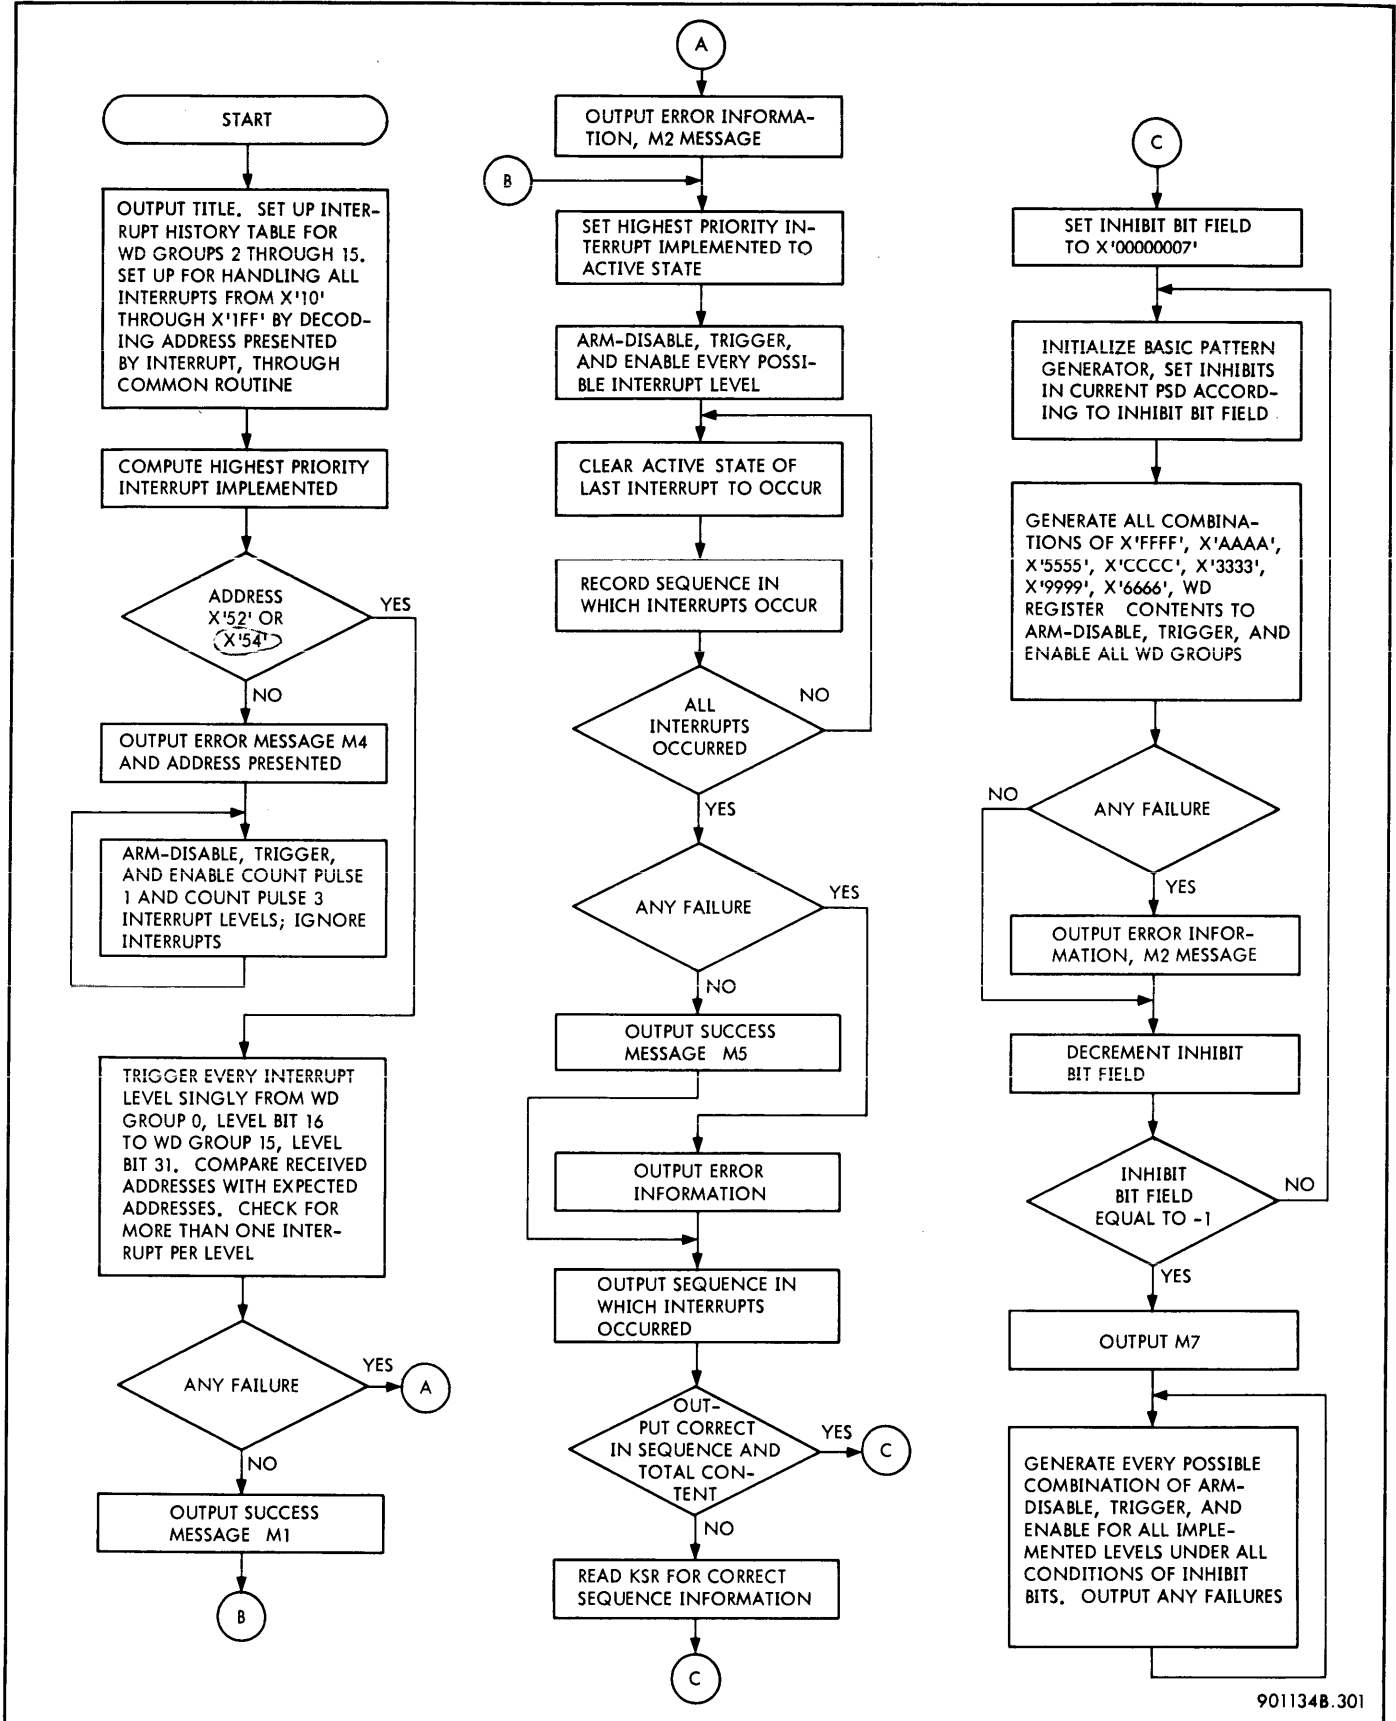 START
OUTPUT TITLE. SET UP INTER-
RUPT HISTORY TABLE FOR
WD GROUPS 2 THROUGH 15.
SET UP FOR HANDLING ALL
INTERRUPTS FROM X'10'
THROUGH X'1FF' BY DECOD-
ING ADDRESS PRESENTED
BY INTERRUPT, THROUGH
COMMON ROUTINE
COMPUTE HIGHEST PRIORITY
INTERRUPT IMPLEMENTED
ADDRESS
X'52' OR
X'54'
YES
NO
OUTPUT ERROR MESSAGE M4
AND ADDRESS PRESENTED
ARM-DISABLE, TRIGGER,
AND ENABLE COUNT PULSE
1 AND COUNT PULSE 3
INTERRUPT LEVELS; IGNORE
INTERRUPTS
TRIGGER EVERY INTERRUPT
LEVEL SINGLY FROM WD
GROUP 0, LEVEL BIT 16
TO WD GROUP 15, LEVEL
BIT 31. COMPARE RECEIVED
ADDRESSES WITH EXPECTED
ADDRESSES. CHECK FOR
MORE THAN ONE INTER-
RUPT PER LEVEL
ANY FAILURE
YES
A
NO
OUTPUT SUCCESS
MESSAGE M1
B
A
OUTPUT ERROR INFORMA-
TION, M2 MESSAGE
B
SET HIGHEST PRIORITY IN-
TERRUPT IMPLEMENTED TO
ACTIVE STATE
ARM-DISABLE, TRIGGER,
AND ENABLE EVERY POSSI-
BLE INTERRUPT LEVEL
CLEAR ACTIVE STATE OF
LAST INTERRUPT TO OCCUR
RECORD SEQUENCE IN
WHICH INTERRUPTS OCCUR
ALL
INTERRUPTS
OCCURRED
NO
YES
ANY FAILURE
YES
NO
OUTPUT SUCCESS
MESSAGE M5
OUTPUT ERROR
INFORMATION
OUTPUT SEQUENCE IN
WHICH INTERRUPTS
OCCURRED
OUT-
PUT CORRECT
IN SEQUENCE AND
TOTAL CON-
TENT
YES
C
NO
READ KSR FOR CORRECT
SEQUENCE INFORMATION
C
C
SET INHIBIT BIT FIELD
TO X'00000007'
INITIALIZE BASIC PATTERN
GENERATOR, SET INHIBITS
IN CURRENT PSD ACCORD-
ING TO INHIBIT BIT FIELD
GENERATE ALL COMBINA-
TIONS OF X'FFFF', X'AAAA',
X'5555', X'CCCC', X'3333',
X'9999', X'6666', WD
REGISTER CONTENTS TO
ARM-DISABLE, TRIGGER, AND
ENABLE ALL WD GROUPS
NO
ANY FAILURE
YES
OUTPUT ERROR INFOR-
MATION, M2 MESSAGE
DECREMENT INHIBIT
BIT FIELD
INHIBIT
BIT FIELD
EQUAL TO -1
NO
YES
OUTPUT M7
GENERATE EVERY POSSIBLE
COMBINATION OF ARM-
DISABLE, TRIGGER, AND
ENABLE FOR ALL IMPLE-
MENTED LEVELS UNDER ALL
CONDITIONS OF INHIBIT
BITS. OUTPUT ANY FAILURES
901134B.301